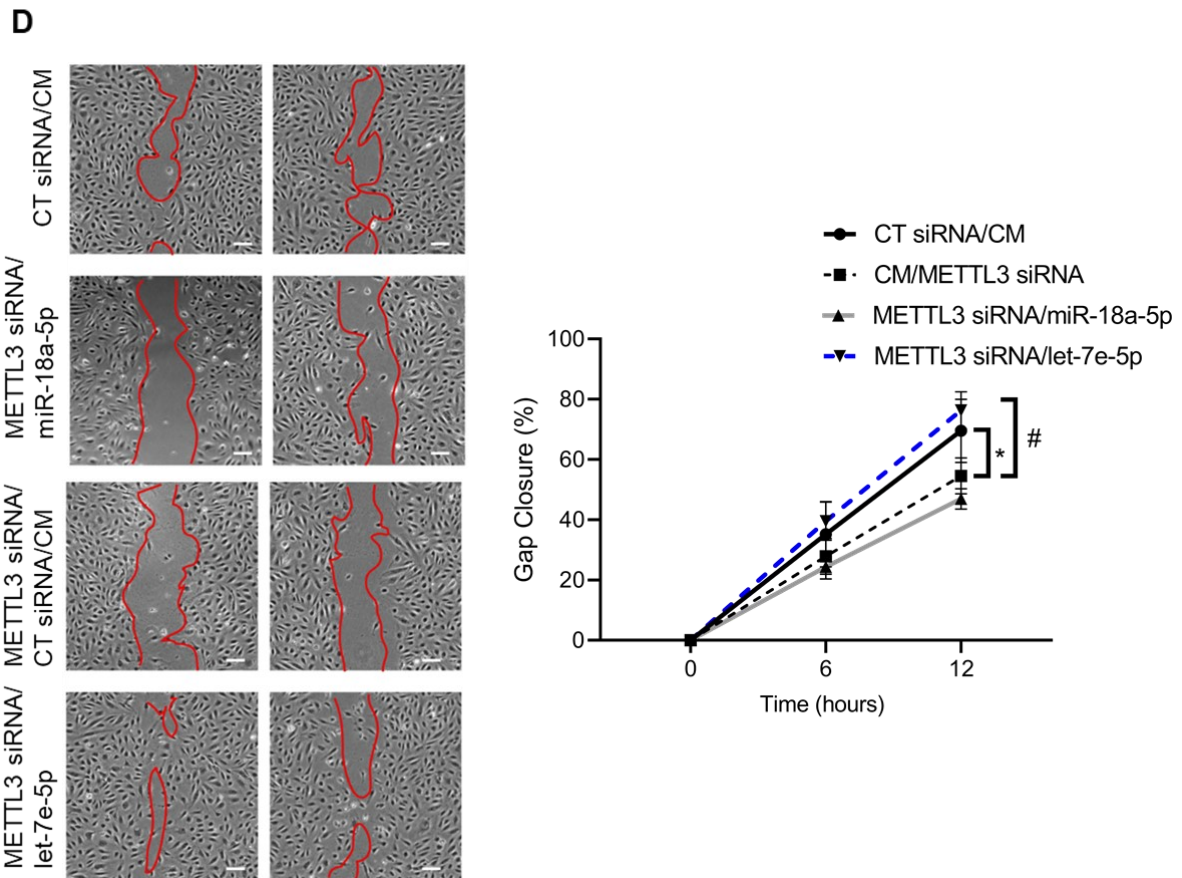 D
CT siRNA/CM
METTL3 siRNA/
miR-18a-5p
METTL3 siRNA/
CT siRNA/CM
METTL3 siRNA/
let-7e-5p
CT siRNA/CM
CM/METTL3 siRNA
METTL3 siRNA/miR-18a-5p
METTL3 siRNA/let-7e-5p
Gap Closure (%)
100
80
60
40
20
0
*
#
0 6 12
Time (hours)